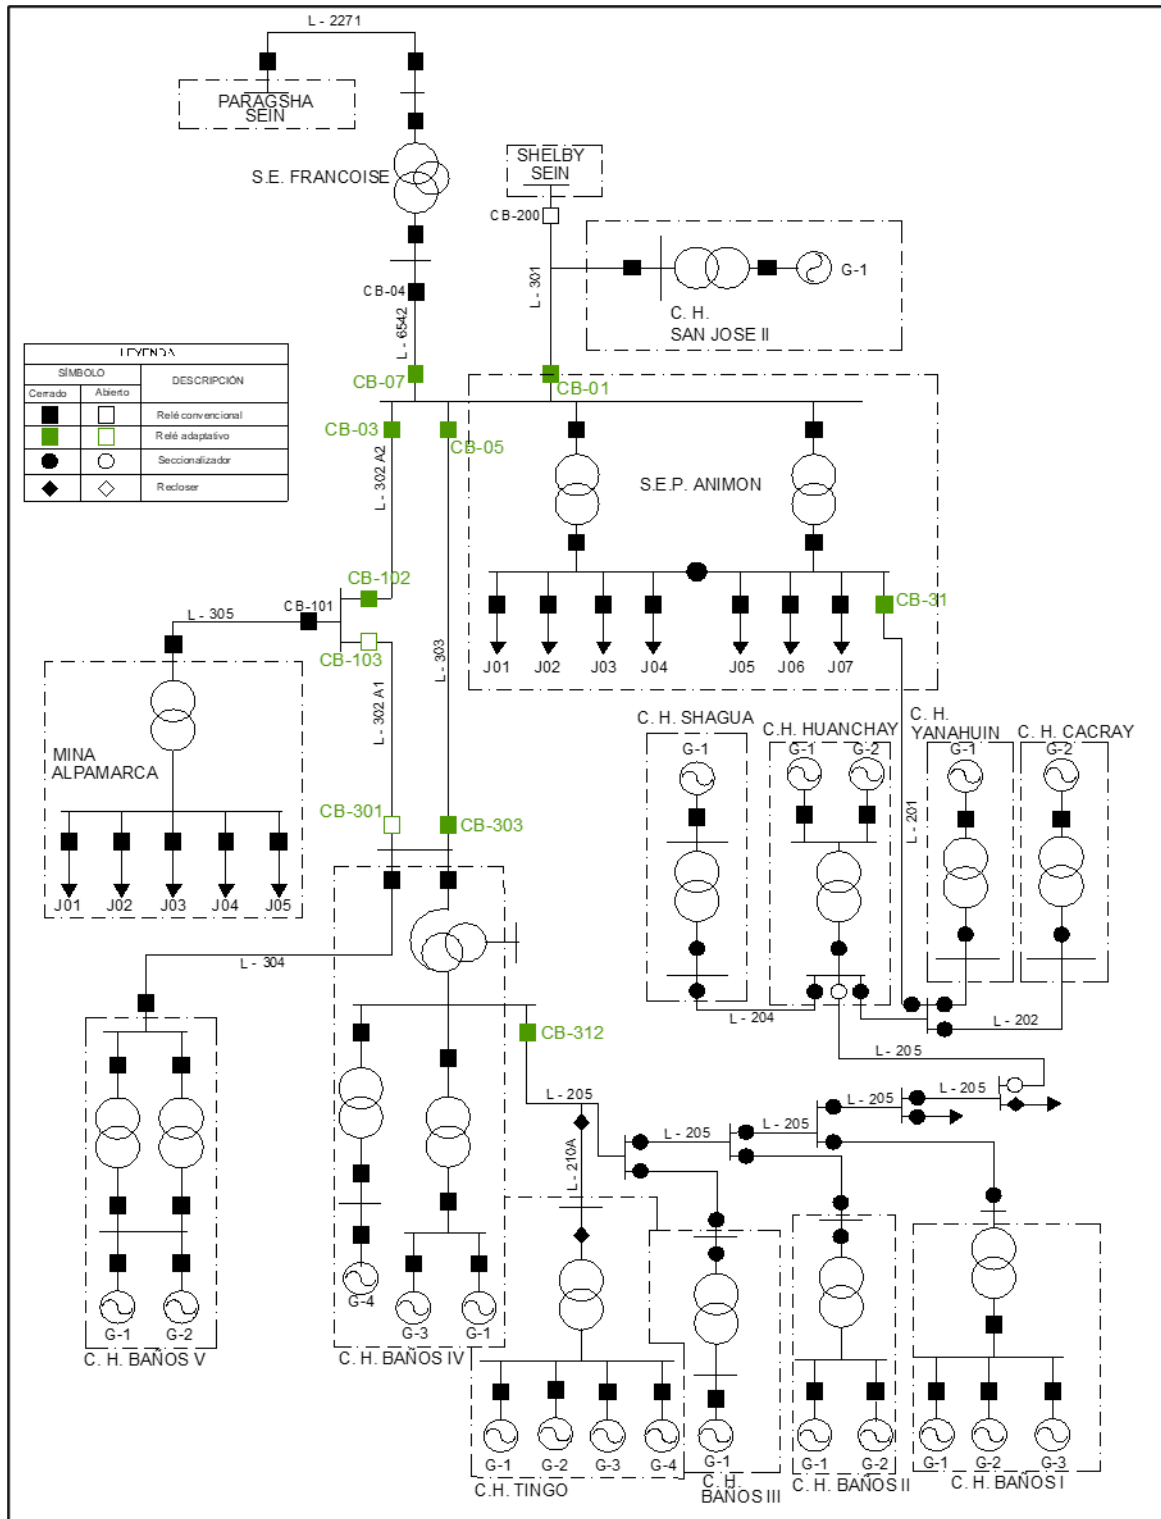 L - 2271
PARAGSHA
SEIN
S.E. FRANCOISE
SHELBY
SEIN
CB-200
L - 301
G-1
C. H.
SAN JOSE II
CB-04
L - 6542
CB-07
CB-01
LEYENDA
SÍMBOLO
DESCRIPCIÓN
Cerrado
Abierto
Relé convencional
Relé adaptativo
Seccionalizador
Recloser
CB-03
CB-05
L - 302 A2
S.E.P. ANIMON
CB-102
CB-101
L - 305
CB-103
CB-31
J01
J02
J03
J04
J05
J06
J07
L - 303
L - 302 A1
MINA
ALPAMARCA
J01
J02
J03
J04
J05
CB-301
CB-303
C. H. SHAGUA
G-1
C.H. HUANCHAY
G-1
G-2
C. H.
YANAHUIN
G-1
C. H. CACRAY
G-2
L - 201
L - 304
L - 204
L - 202
L - 205
CB-312
L - 205
L - 205
L - 205
L - 205
L - 205
L - 210A
G-1
G-2
C. H. BAÑOS V
G-4
G-3
G-1
C. H. BAÑOS IV
G-1
G-2
G-3
G-4
C.H. TINGO
G-1
C. H.
BAÑOS III
G-1
G-2
C. H. BAÑOS II
G-1
G-2
G-3
C. H. BAÑOS I